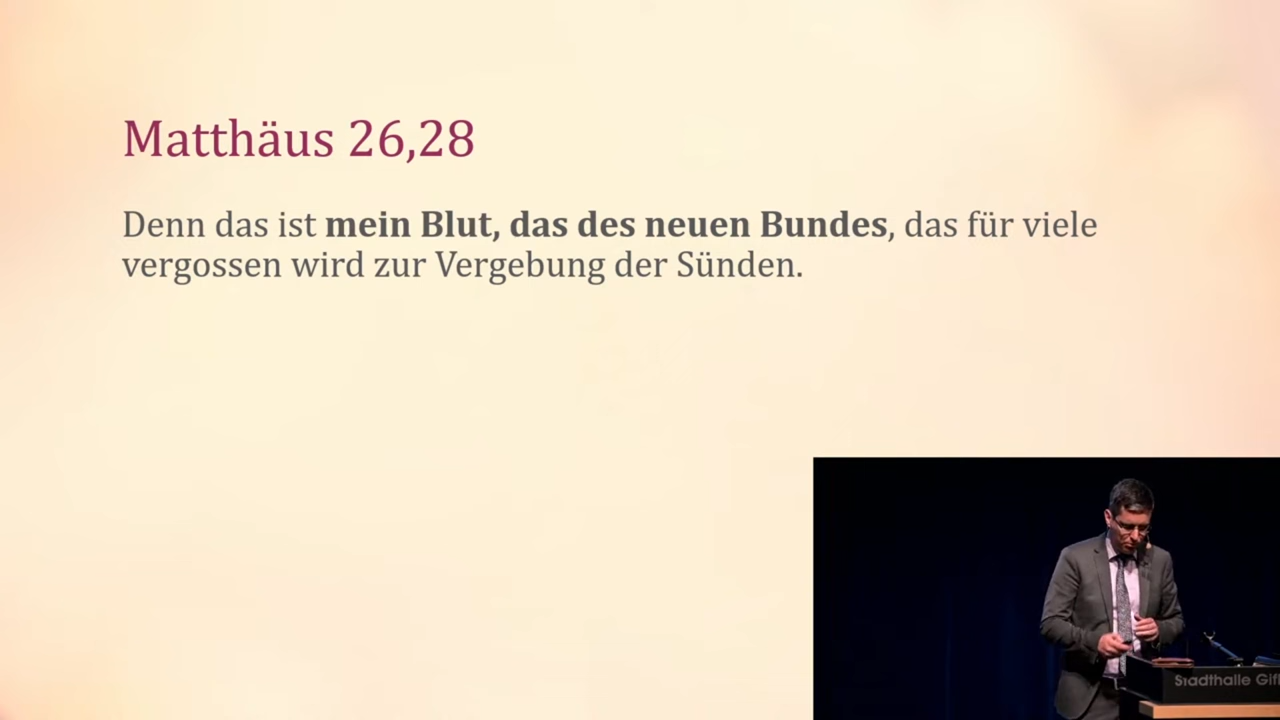 Matthäus 26,28
Denn das ist mein Blut, das des neuen Bundes, das für viele
vergossen wird zur Vergebung der Sünden.
Stadthalle